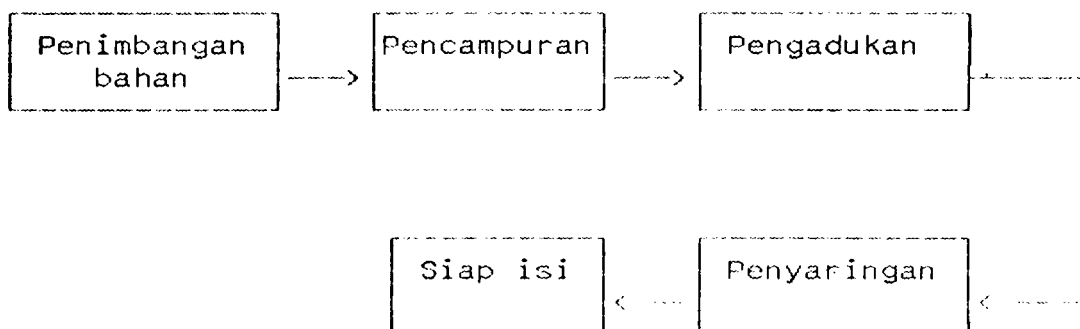 Penimbangan
bahan
Pencampuran
Pengadukan
Penyaringan
Siap isi